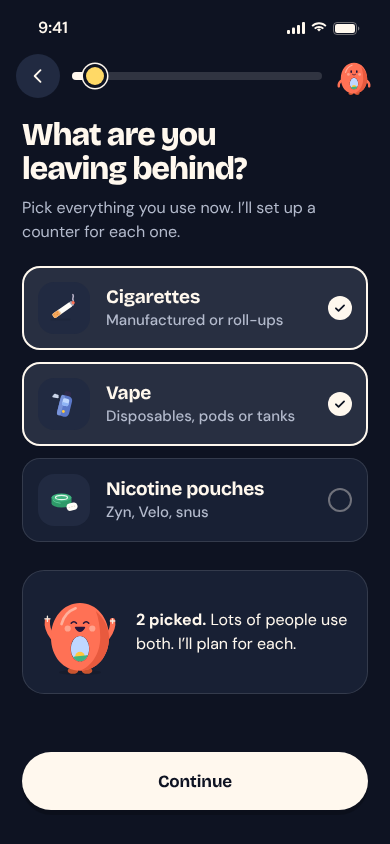 9:41
What are you
leaving behind?
Pick everything you use now. I’ll set up a
counter for each one.
Cigarettes
Manufactured or roll-ups
Vape
Disposables, pods or tanks
Nicotine pouches
Zyn, Velo, snus
2 picked. Lots of people use
both. I’ll plan for each.
Continue